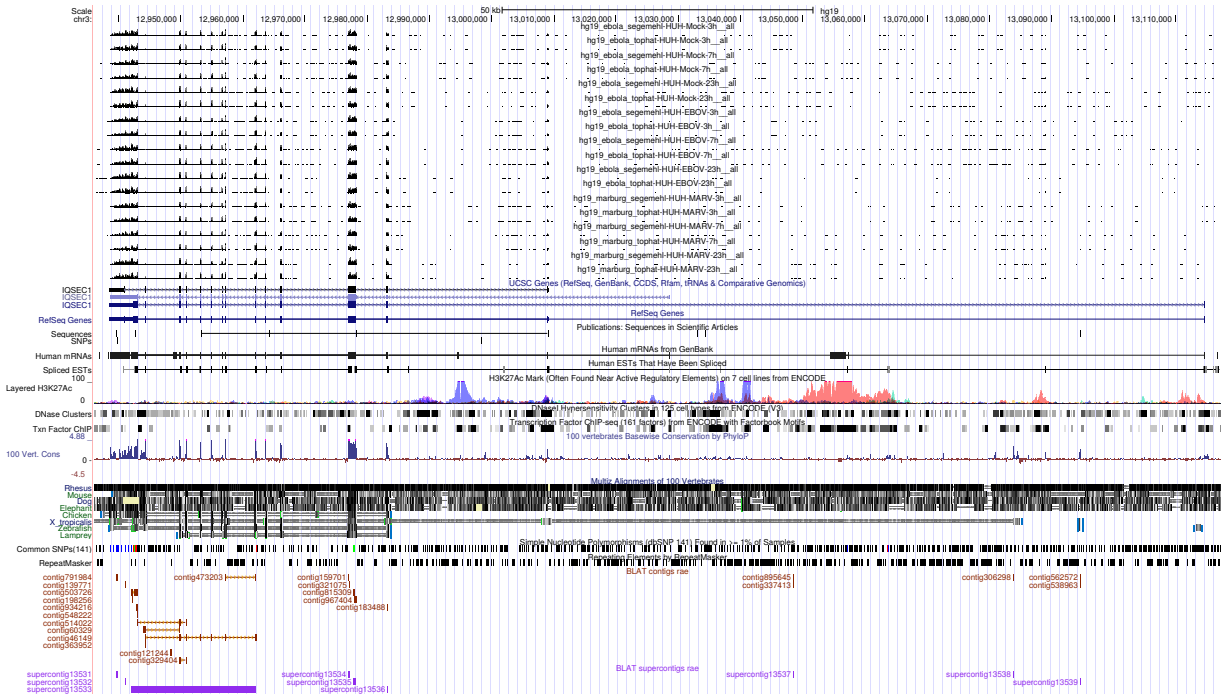 Scale 50 kb hg19
chr3: 12,950,000 12,960,000 12,970,000 12,980,000 12,990,000 13,000,000 13,010,000 13,020,000 13,030,000 13,040,000 13,050,000 13,060,000 13,070,000 13,080,000 13,090,000 13,100,000 13,110,000
hg19_ebola_segemehl-HUH-Mock-3h__all
hg19_ebola_tophat-HUH-Mock-3h__all
hg19_ebola_segemehl-HUH-Mock-7h__all
hg19_ebola_tophat-HUH-Mock-7h__all
hg19_ebola_segemehl-HUH-Mock-23h__all
hg19_ebola_tophat-HUH-Mock-23h__all
hg19_ebola_segemehl-HUH-EBOV-3h__all
hg19_ebola_tophat-HUH-EBOV-3h__all
hg19_ebola_segemehl-HUH-EBOV-7h__all
hg19_ebola_tophat-HUH-EBOV-7h__all
hg19_ebola_segemehl-HUH-EBOV-23h__all
hg19_ebola_tophat-HUH-EBOV-23h__all
hg19_marburg_segemehl-HUH-MARV-3h__all
hg19_marburg_tophat-HUH-MARV-3h__all
hg19_marburg_segemehl-HUH-MARV-7h__all
hg19_marburg_tophat-HUH-MARV-7h__all
hg19_marburg_segemehl-HUH-MARV-23h__all
hg19_marburg_tophat-HUH-MARV-23h__all
UCSC Genes (RefSeq, GenBank, CCDS, Rfam, tRNAs & Comparative Genomics)
IQSEC1
IQSEC1
IQSEC1
RefSeq Genes
RefSeq Genes
Publications: Sequences in Scientific Articles
Sequences
SNPs
Human mRNAs from GenBank
Human mRNAs
Human ESTs That Have Been Spliced
Spliced ESTs
H3K27Ac Mark (Often Found Near Active Regulatory Elements) on 7 cell lines from ENCODE
100
Layered H3K27Ac
0
DNaseI Hypersensitivity Clusters in 125 cell types from ENCODE (V3)
DNase Clusters
Transcription Factor ChIP-seq (161 factors) from ENCODE with Factorbook Motifs
Txn Factor ChIP
100 vertebrates Basewise Conservation by PhyloP
4.88
100 Vert. Cons
0
-4.5
Multiz Alignments of 100 Vertebrates
Rhesus
Mouse
Dog
Elephant
Chicken
X_tropicalis
Zebrafish
Lamprey
Simple Nucleotide Polymorphisms (dbSNP 141) Found in >= 1% of Samples
Common SNPs(141)
Repeating Elements by RepeatMasker
RepeatMasker
BLAT contigs rae
contig791984 contig473203 contig159701 contig895645 contig306298 contig562572
contig139771 contig321075 contig337413 contig538963
contig503726 contig815309
contig198256 contig967404
contig934216 contig183488
contig548222
contig514022
contig60329
contig46149
contig363952
contig121244
contig329404
BLAT supercontigs rae
supercontig13531 supercontig13534 supercontig13537 supercontig13538
supercontig13532 supercontig13535 supercontig13539
supercontig13533 supercontig13536